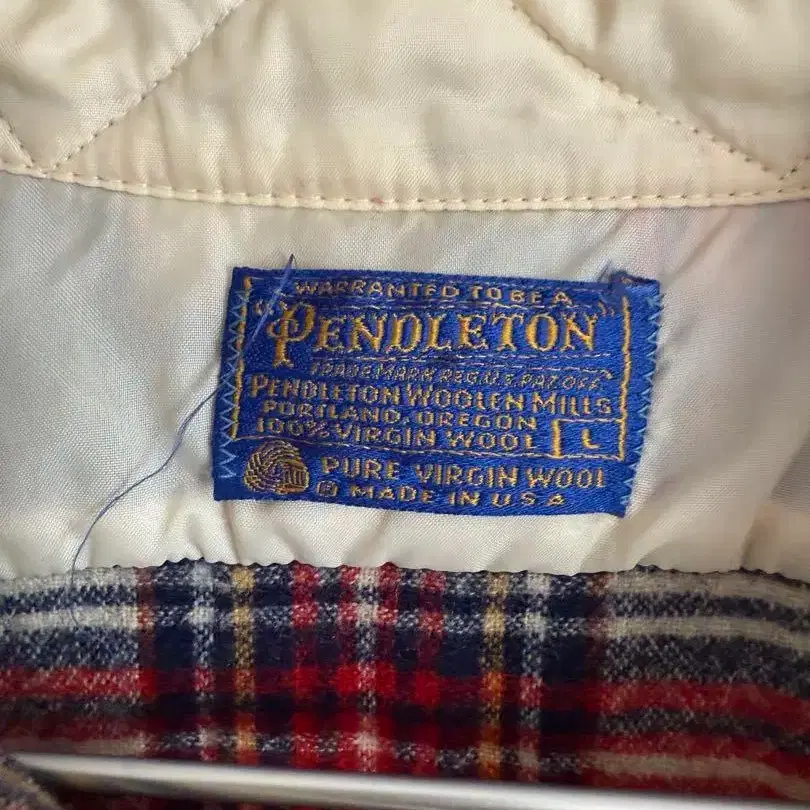 WARRANTED TO BE A
"PENDLETON"
TRADE MARK REG. U.S. PAT. OFF.
PENDLETON WOOLEN MILLS
PORTLAND, OREGON
100% VIRGIN WOOL L
PURE VIRGIN WOOL
® MADE IN USA